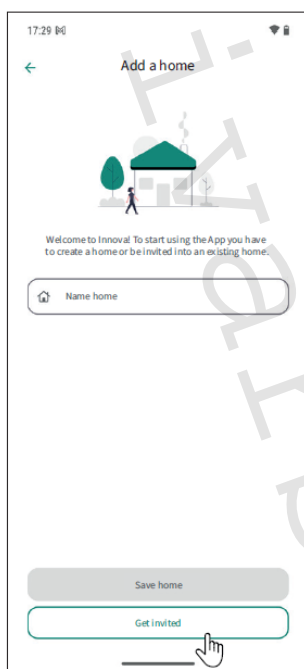 17:29
Add a home
Welcome to Innova! To start using the App you have
to create a home or be invited into an existing home.
Name home
Save home
Get invited